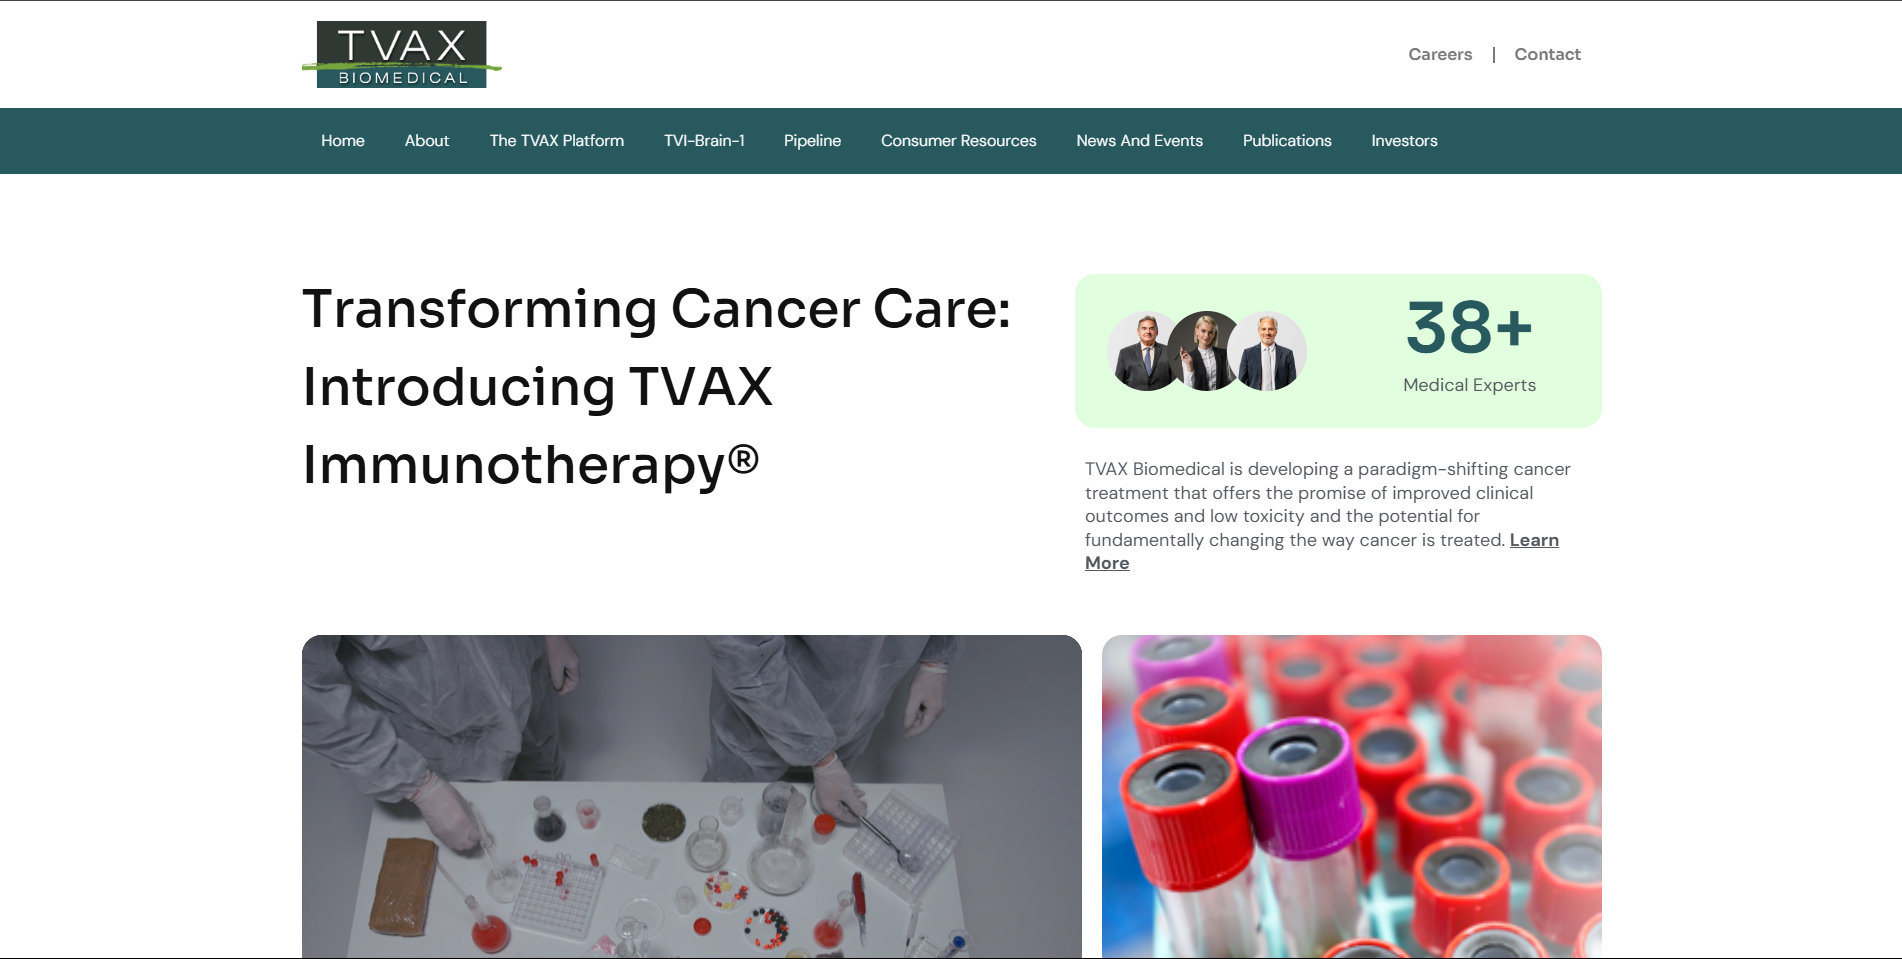 TVAX
BIOMEDICAL
Careers | Contact
Home About The TVAX Platform TVI-Brain-1 Pipeline Consumer Resources News And Events Publications Investors
Transforming Cancer Care:
Introducing TVAX
Immunotherapy®
38+
Medical Experts
TVAX Biomedical is developing a paradigm-shifting cancer
treatment that offers the promise of improved clinical
outcomes and low toxicity and the potential for
fundamentally changing the way cancer is treated. Learn
More